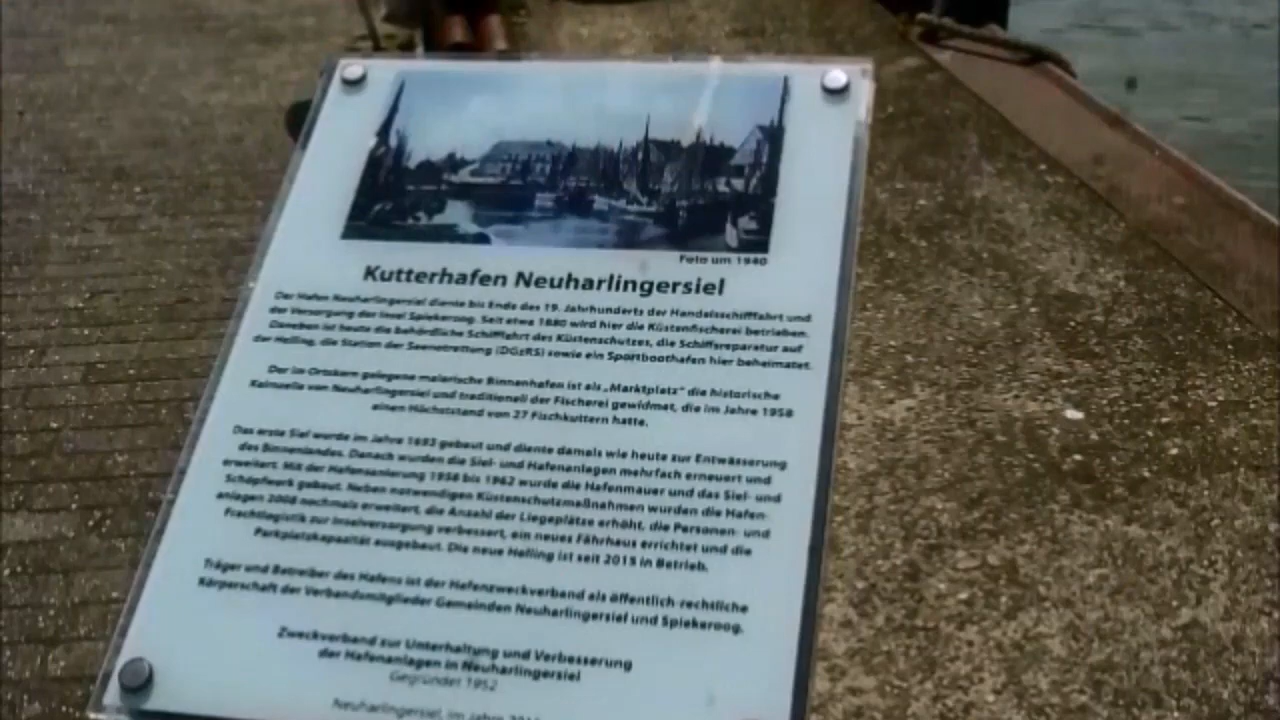 Foto um 1940
Kutterhafen Neuharlingersiel
Der Hafen Neuharlingersiel diente bis Ende des 19. Jahrhunderts der Handelsschifffahrt und
der Versorgung der Insel Spiekeroog. Seit etwa 1880 wird hier die Küstenfischerei betrieben.
Daneben ist heute die behördliche Schifffahrt des Küstenschutzes, die Schiffsreparatur auf
der Helling, die Station der Seenotrettung (DGzRS) sowie ein Sportboothafen hier beheimatet.
Der im Ortskern gelegene malerische Binnenhafen ist als „Marktplatz" die historische
Keimzelle von Neuharlingersiel und traditionell der Fischerei gewidmet, die im Jahre 1958
einen Höchststand von 27 Fischkuttern hatte.
Das erste Siel wurde im Jahre 1693 gebaut und diente damals wie heute zur Entwässerung
des Binnenlandes. Danach wurden die Siel- und Hafenanlagen mehrfach erneuert und
erweitert. Mit der Hafensanierung 1958 bis 1962 wurde die Hafenmauer und das Siel- und
Schöpfwerk gebaut. Neben notwendigen Küstenschutzmaßnahmen wurden die Hafen-
anlagen 2008 nochmals erweitert, die Anzahl der Liegeplätze erhöht, die Personen- und
Frachtlogistik zur Inselversorgung verbessert, ein neues Fährhaus errichtet und die
Parkplatzkapazität ausgebaut. Die neue Helling ist seit 2015 in Betrieb.
Träger und Betreiber des Hafens ist der Hafenzweckverband als öffentlich rechtliche
Körperschaft der Verbandsmitglieder Gemeinden Neuharlingersiel und Spiekeroog.
Zweckverband zur Unterhaltung und Verbesserung
der Hafenanlagen in Neuharlingersiel
Gegründet 1952
Neuharlingersiel, im Jahre